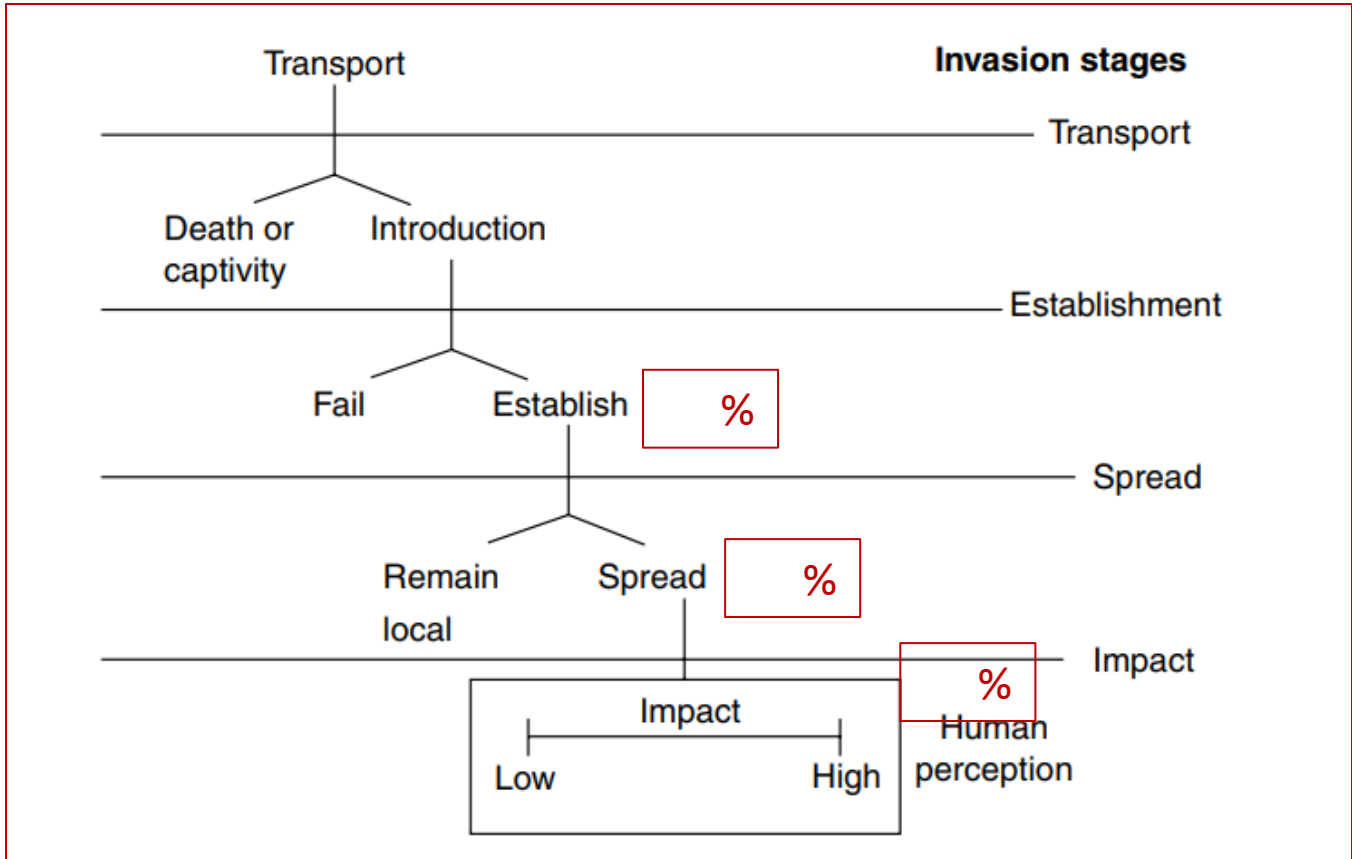 Transport
Invasion stages
Transport
Death or
captivity
Introduction
Establishment
Fail
Establish
%
Spread
Remain
local
Spread
%
Impact
%
Impact
Low
High
Human
perception